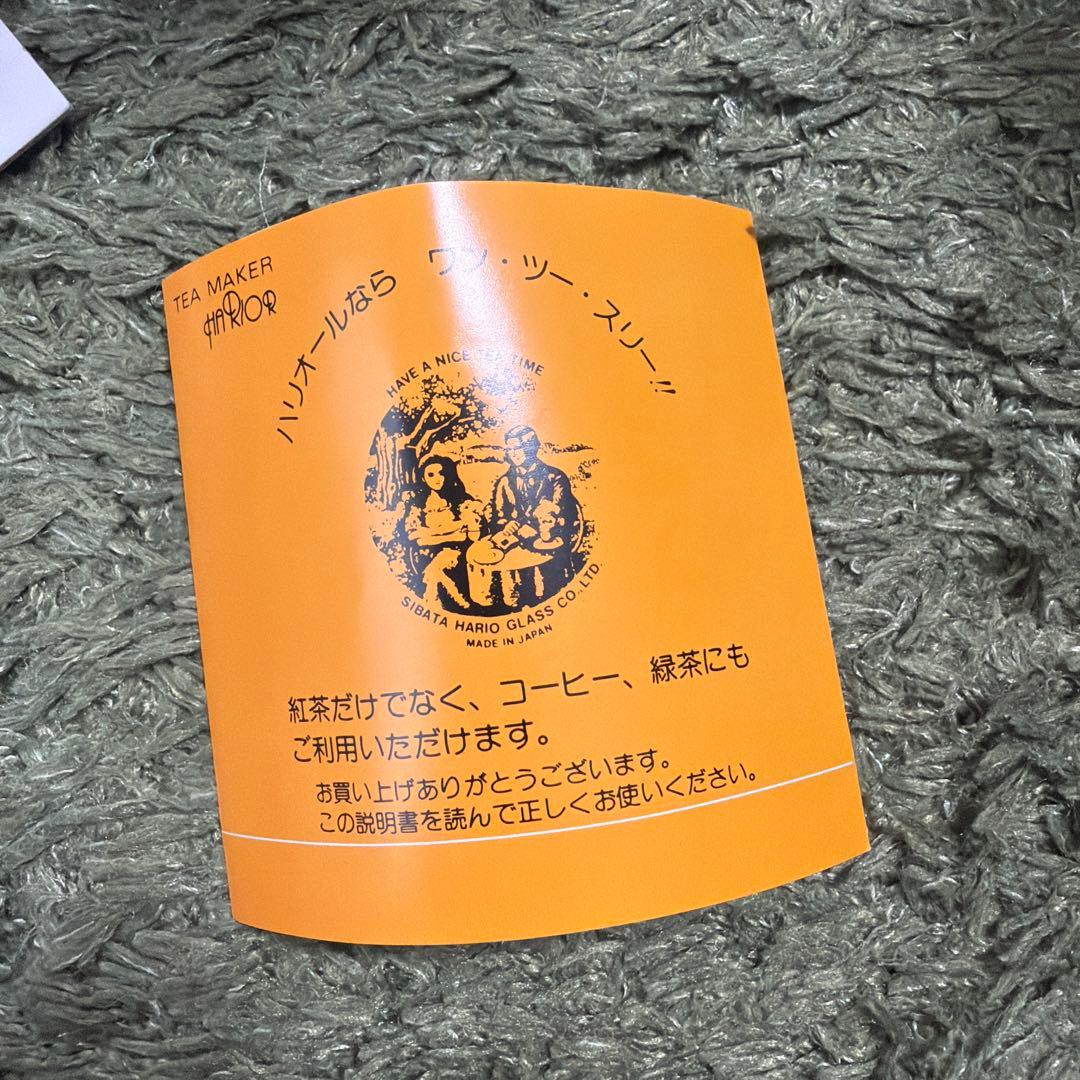 TEA MAKER
HARIOR
ハリオールなら ワン・ツー・スリー!!
HAVE A NICE TEA TIME
SIBATA HARIO GLASS CO., LTD.
MADE IN JAPAN
紅茶だけでなく、コーヒー、緑茶にも
ご利用いただけます。
お買い上げありがとうございます。
この説明書を読んで正しくお使いください。